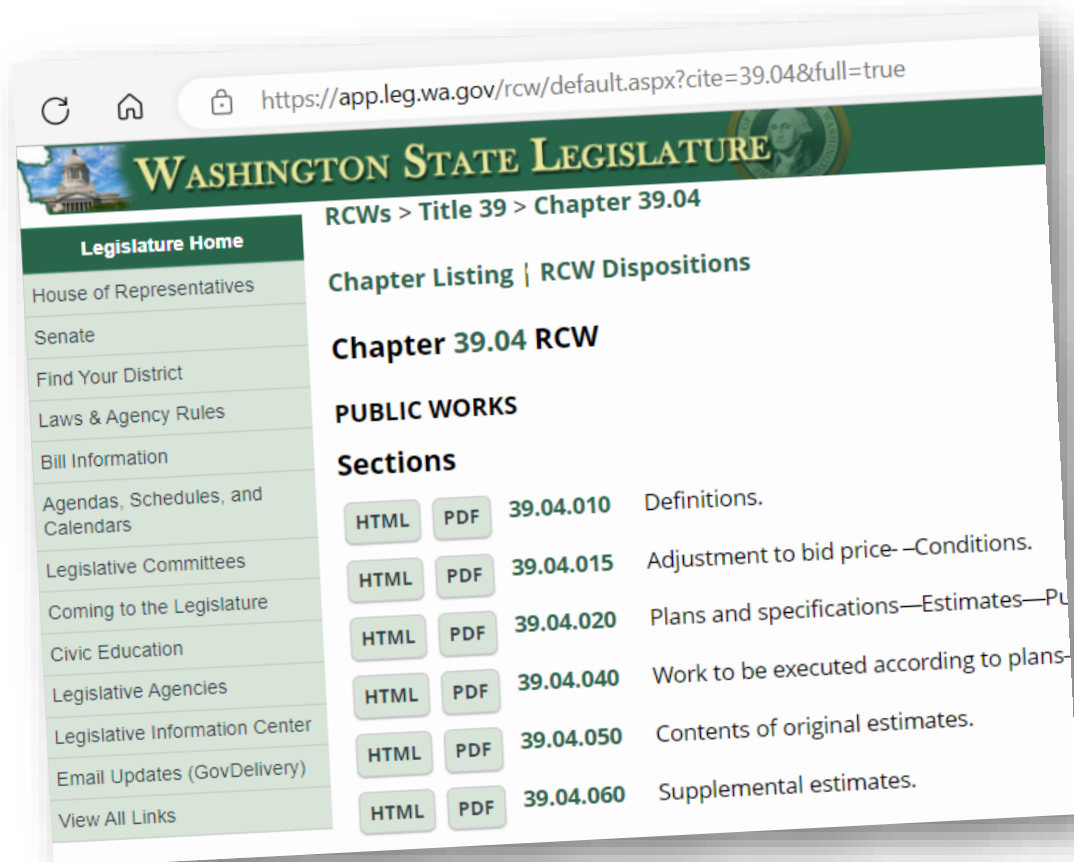 https://app.leg.wa.gov/rcw/default.aspx?cite=39.04&full=true
WASHINGTON STATE LEGISLATURE
Legislature Home
House of Representatives
Senate
Find Your District
Laws & Agency Rules
Bill Information
Agendas, Schedules, and
Calendars
Legislative Committees
Coming to the Legislature
Civic Education
Legislative Agencies
Legislative Information Center
Email Updates (GovDelivery)
View All Links
RCWs > Title 39 > Chapter 39.04
Chapter Listing | RCW Dispositions
Chapter 39.04 RCW
PUBLIC WORKS
Sections
HTML PDF 39.04.010 Definitions.
HTML PDF 39.04.015 Adjustment to bid price- –Conditions.
HTML PDF 39.04.020 Plans and specifications—Estimates—Pu
HTML PDF 39.04.040 Work to be executed according to plans-
HTML PDF 39.04.050 Contents of original estimates.
HTML PDF 39.04.060 Supplemental estimates.